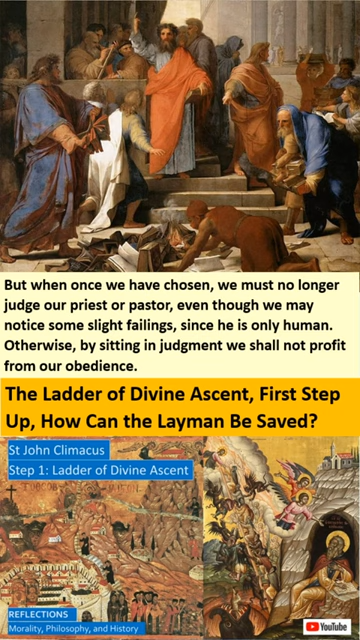 But when once we have chosen, we must no longer
judge our priest or pastor, even though we may
notice some slight failings, since he is only human.
Otherwise, by sitting in judgment we shall not profit
from our obedience.
The Ladder of Divine Ascent, First Step
Up, How Can the Layman Be Saved?
St John Climacus
Step 1: Ladder of Divine Ascent
REFLECTIONS
Morality, Philosophy, and History
YouTube